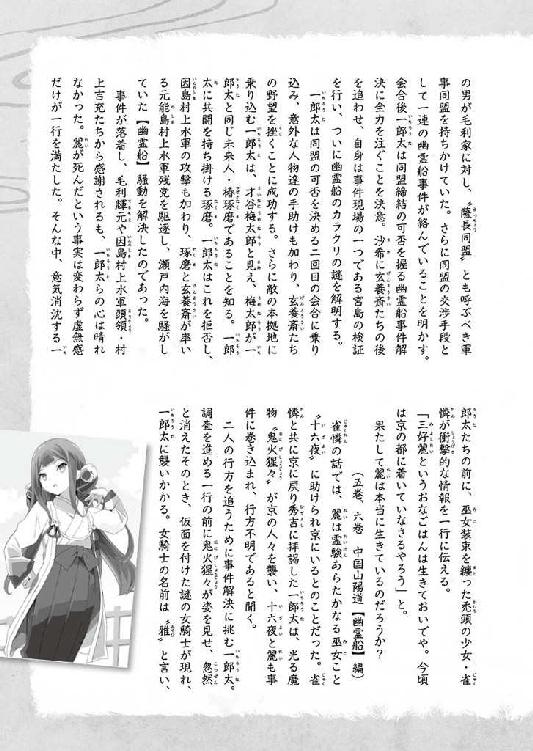 の男が毛利家に対し、〝薩長同盟〟とも呼ぶべき軍
事同盟を持ちかけていた。さらに同盟の交渉手段と
して一連の幽霊船事件が絡んでいることを明かす。
会合後一郎太は同盟締結の可否を握る幽霊船事件解
決に全力を注ぐことを決意。沙希に玄養斎たちの後
を追わせ、自身は事件現場の一つである宮島の検証
を行い、ついに幽霊船のカラクリの謎を解明する。
一郎太は同盟の可否を決める二回目の会合に乗り
込み、意外な人物達の手助けも加わり、玄養斎たち
の野望を挫くことに成功する。さらに敵の本拠地に
乗り込む一郎太は、才谷梅太郎と見え、梅太郎が一
郎太と同じ未来人・椿琢磨であることを知る。一郎
太に共闘を持ち掛ける琢磨。一郎太はこれを拒否し、
因島村上水軍の攻撃も加わり、琢磨と玄養斎が率い
る元能島村上水軍残党を駆逐し、瀬戸内海を騒がし
ていた【幽霊船】騒動を解決したのであった。
事件が落着し、毛利輝元や因島村上水軍頭領・村
上吉充たちから感謝されるも、一郎太らの心は晴れ
なかった。麗が死んだという事実は変わらず虚無感
だけが一行を満たした。そんな中、意気消沈する一
郎太たちの前に、巫女装束を纏った禿頭の少女・雀
憐が衝撃的な情報を一行に伝える。
「三好麗というおなごはんは生きておいでや。今頃
は京の都に着いていなさるやろう」と。
果たして麗は本当に生きているのだろうか？
（五巻、六巻 中国山陽道【幽霊船】編）
雀憐の話では、麗は霊験あらたかなる巫女こと
〝十六夜〟に助けられ京にいるとのことだった。雀
憐と共に京に戻り秀吉に拝謁した一郎太は、光る魔
物〝鬼火猩々〟が京の人々を襲い、十六夜と麗も事
件に巻き込まれ、行方不明であると聞く。
二人の行方を追うために事件解決に挑む一郎太。
調査を進める一行の前に鬼火猩々が姿を見せ、忽然
と消えたそのとき、仮面を付けた謎の女騎士が現れ、
一郎太に襲いかかる。女騎士の名前は〝雅〟と言い、